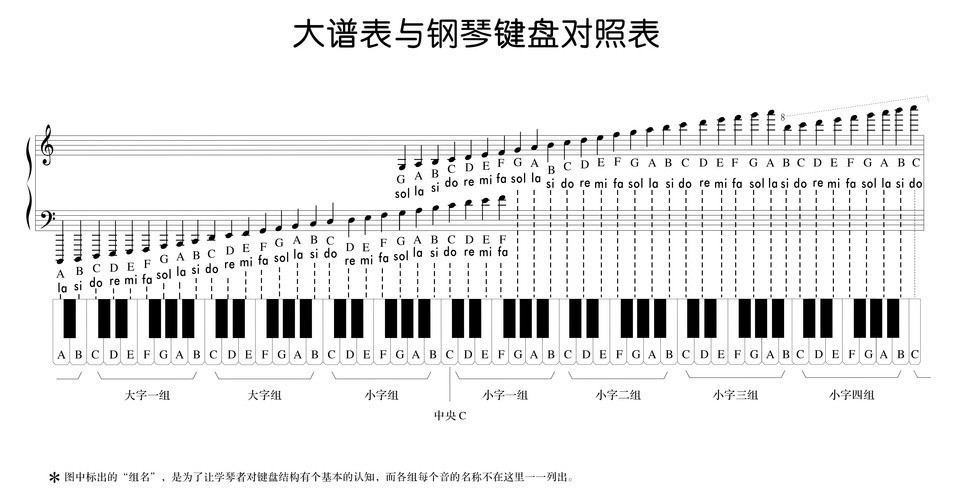 大谱表与钢琴键盘对照表
8
G A B C D E F G A B C D E F G A B C D E F G A B C D E F G A B C
sol la si do re mi fa sol la si do re mi fa sol la si do re mi fa sol la si do re mi fa sol la si do
A B C D E F G A B C D E F G A B C D E F G A B C D E F
la si do re mi fa sol la si do re mi fa sol la si do re mi fa sol la si do re mi fa
A B C D E F G A B C D E F G A B C D E F G A B C D E F G A B C D E F G A B C D E F G A B C D E F G A B C
大字一组 大字组 小字组 小字一组 小字二组 小字三组 小字四组
中央 C
＊图中标出的“组名”，是为了让学琴者对键盘结构有个基本的认知，而各组每个音的名称不在这里一一列出。